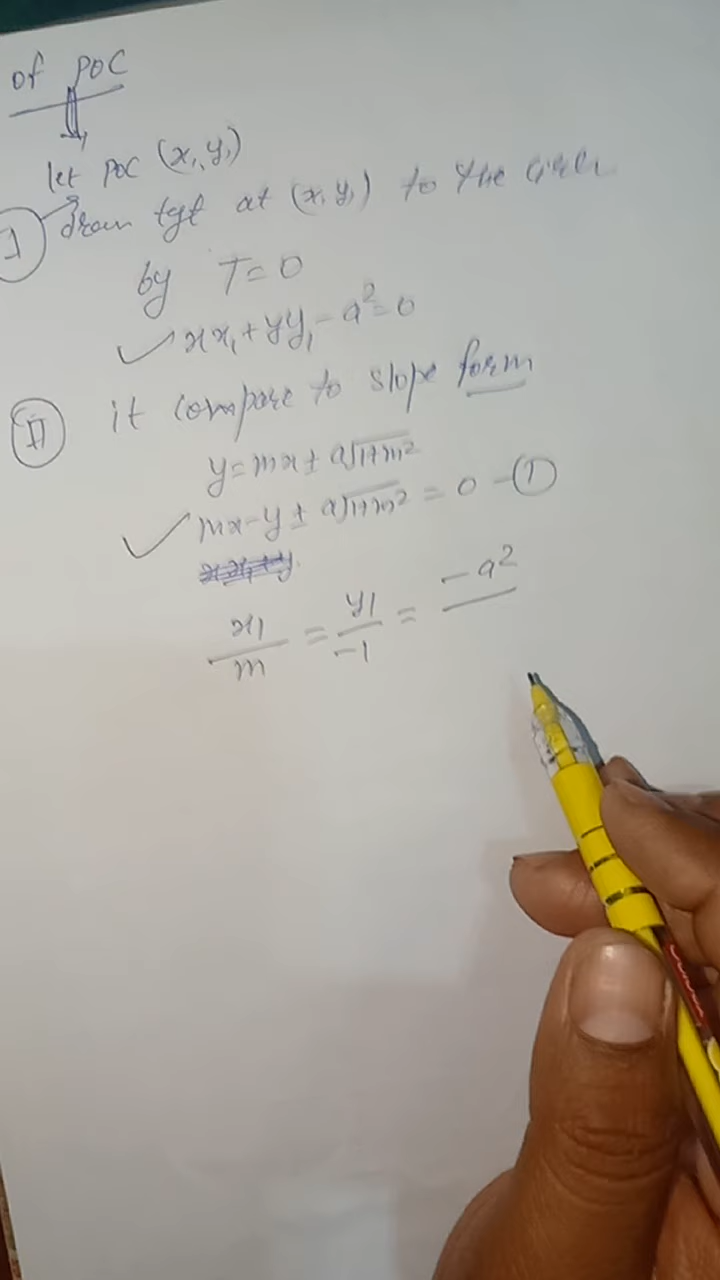 of POC
let POC (x₁, y₁)
I draw tgt at (x₁ y₁) to the
by T=0
✓ xx₁+yy₁-a²=0
II it compare to slope form
y=mx±a√1+m²
✓ mx-y±a√1+m² = 0 -①
x₁/m = y₁/-1 = -a²/